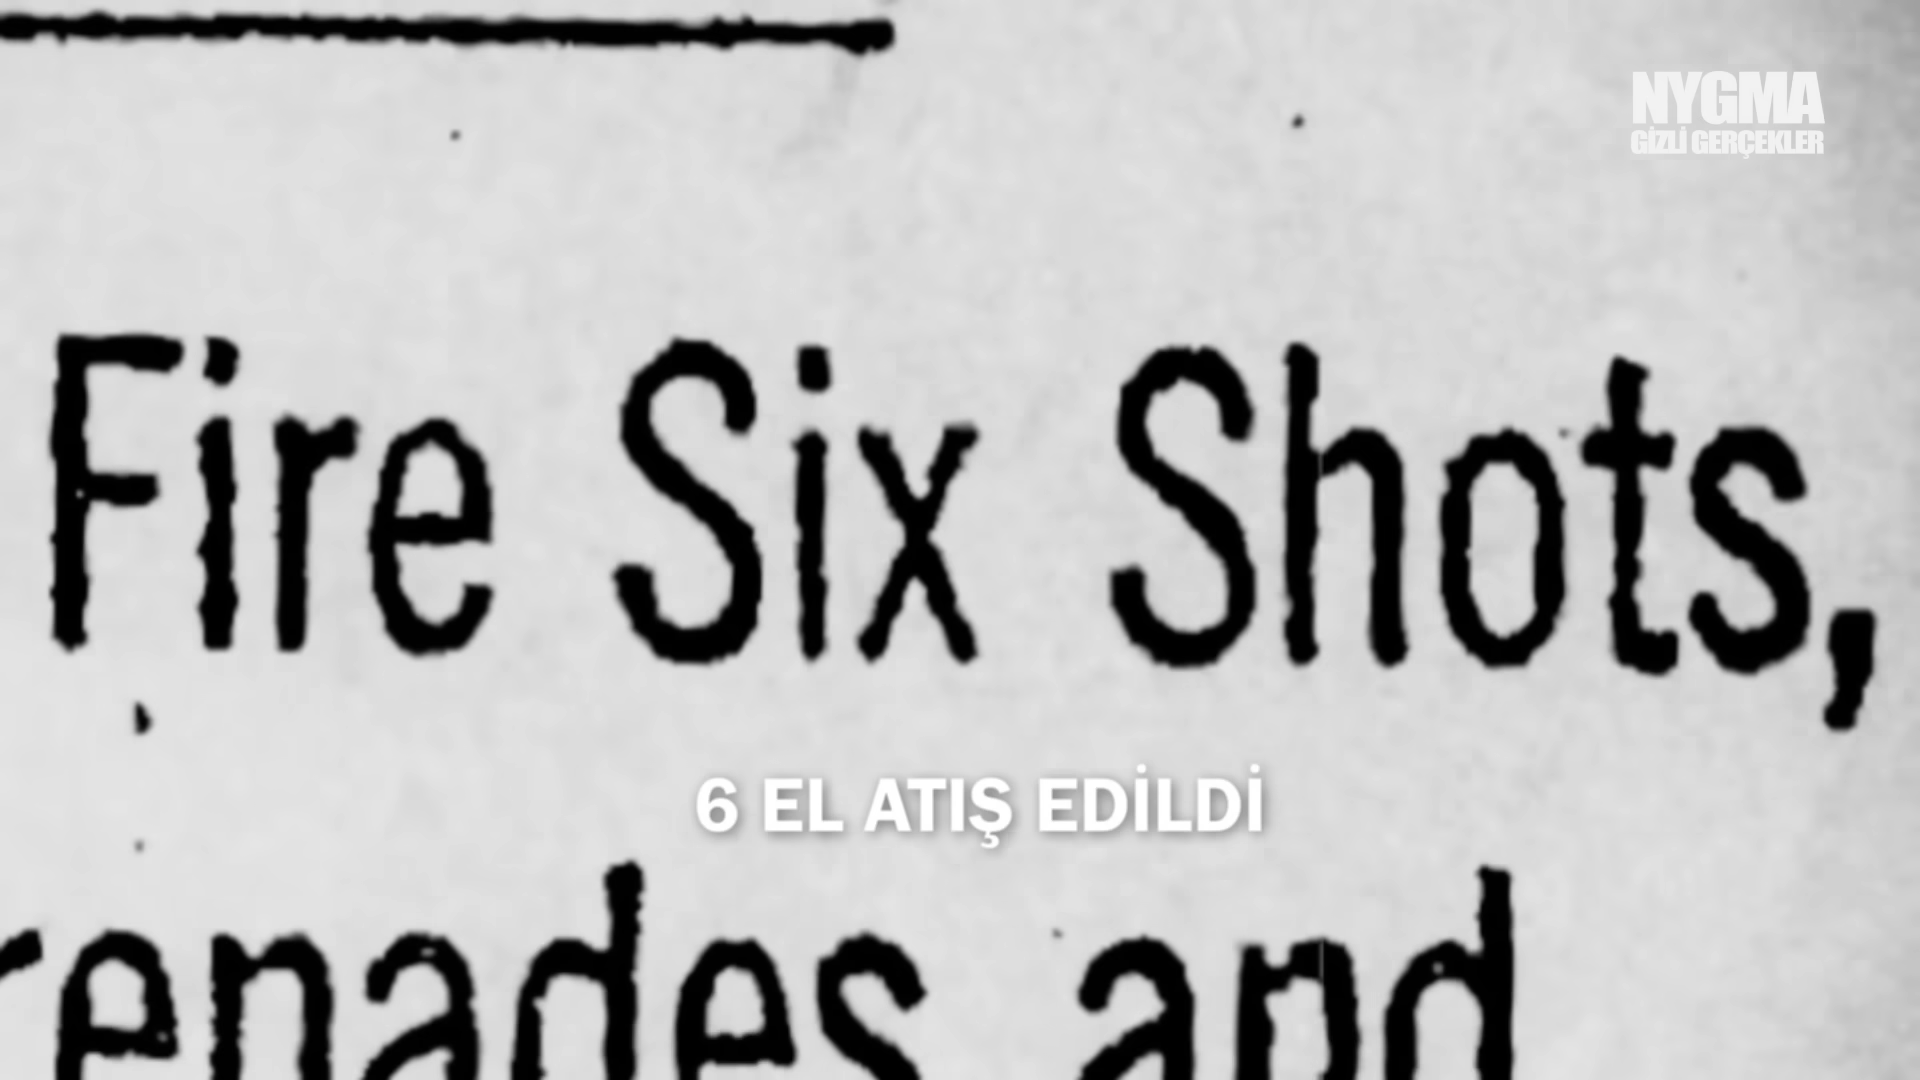 NYGMA
GİZLİ GERÇEKLER
Fire Six Shots,
6 EL ATIŞ EDİLDİ
renades and